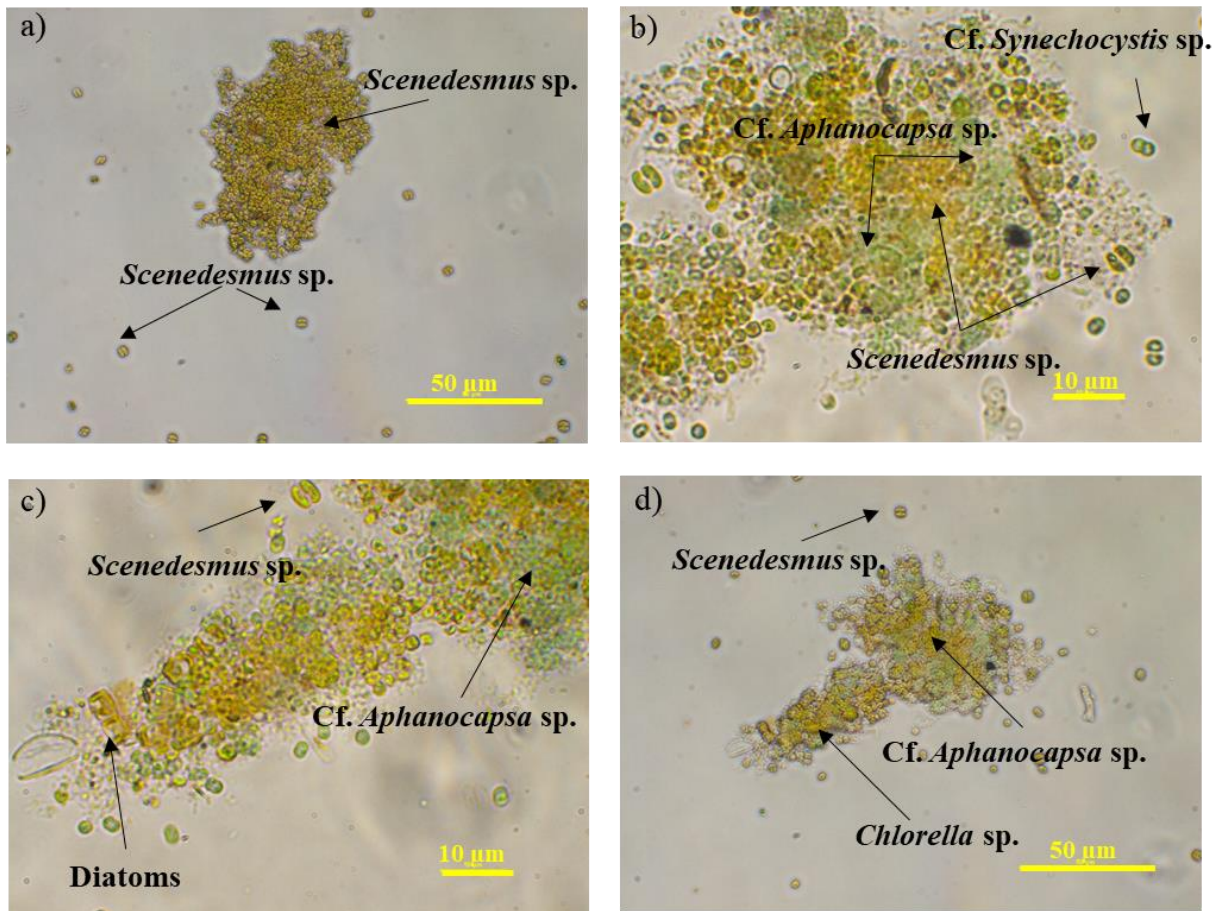 a)
Scenedesmus sp.
Scenedesmus sp.
50 µm
b)
Cf. Synechocystis sp.
Cf. Aphanocapsa sp.
Scenedesmus sp.
10 µm
c)
Scenedesmus sp.
Cf. Aphanocapsa sp.
10 µm
Diatoms
d)
Scenedesmus sp.
Cf. Aphanocapsa sp.
Chlorella sp.
50 µm